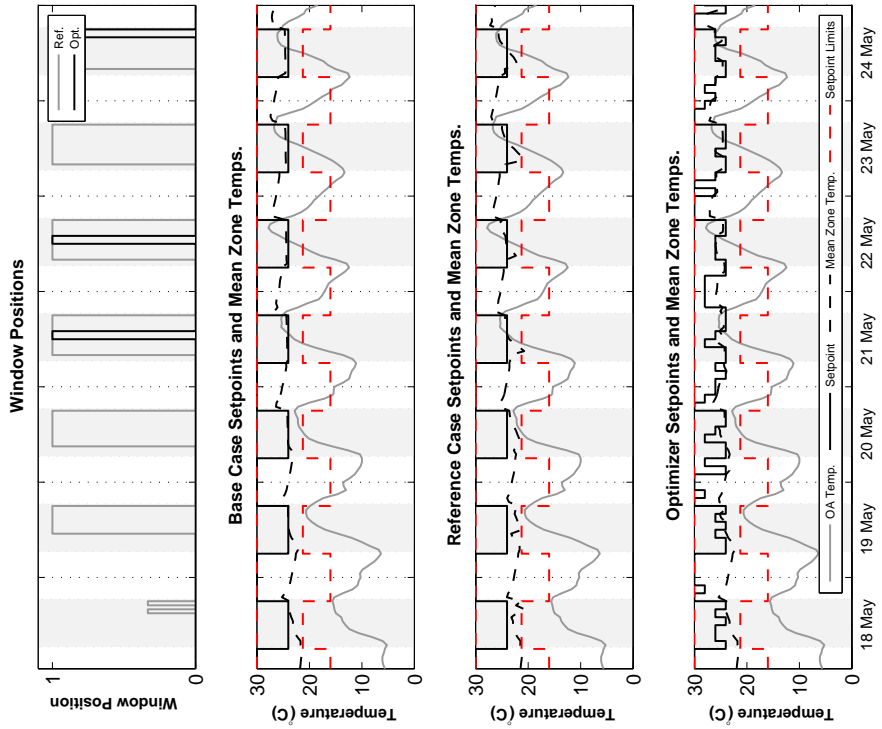 Window Positions
Window Position
1
0
Ref.
Opt.
Base Case Setpoints and Mean Zone Temps.
Temperature (°C)
30
20
10
0
Reference Case Setpoints and Mean Zone Temps.
Temperature (°C)
30
20
10
0
Optimizer Setpoints and Mean Zone Temps.
Temperature (°C)
30
20
10
0
OA Temp.
Setpoint
Mean Zone Temp.
Setpoint Limits
18 May
19 May
20 May
21 May
22 May
23 May
24 May